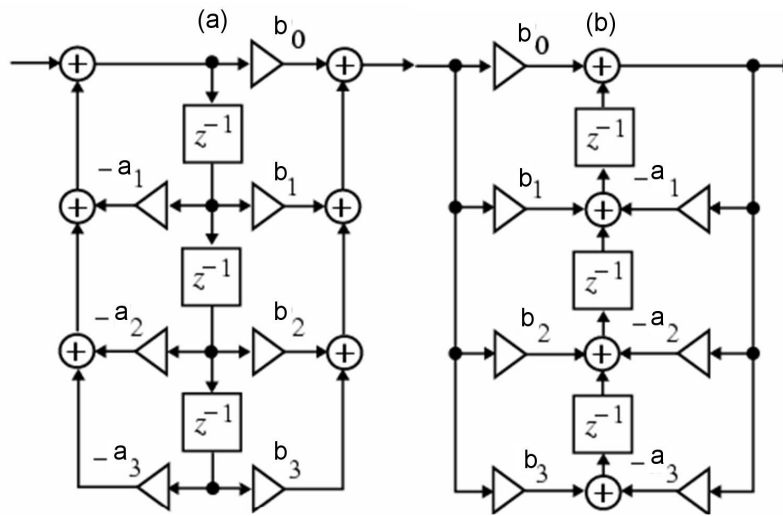 (a) b₀ (b) b₀
z⁻¹ z⁻¹
−a₁ b₁ b₁ −a₁
z⁻¹ z⁻¹
−a₂ b₂ b₂ −a₂
z⁻¹ z⁻¹
−a₃ b₃ b₃ −a₃